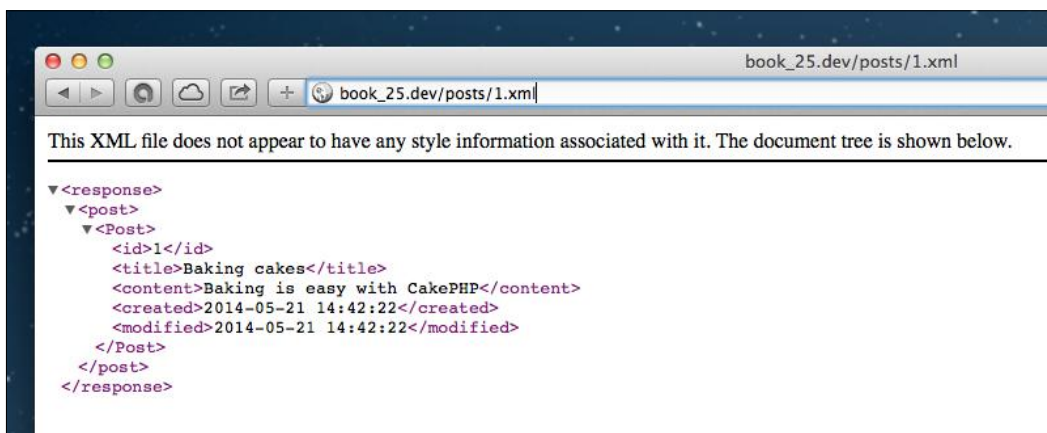 book_25.dev/posts/1.xml
book_25.dev/posts/1.xml
This XML file does not appear to have any style information associated with it. The document tree is shown below.
▼<response>
▼<post>
▼<Post>
<id>1</id>
<title>Baking cakes</title>
<content>Baking is easy with CakePHP</content>
<created>2014-05-21 14:42:22</created>
<modified>2014-05-21 14:42:22</modified>
</Post>
</post>
</response>